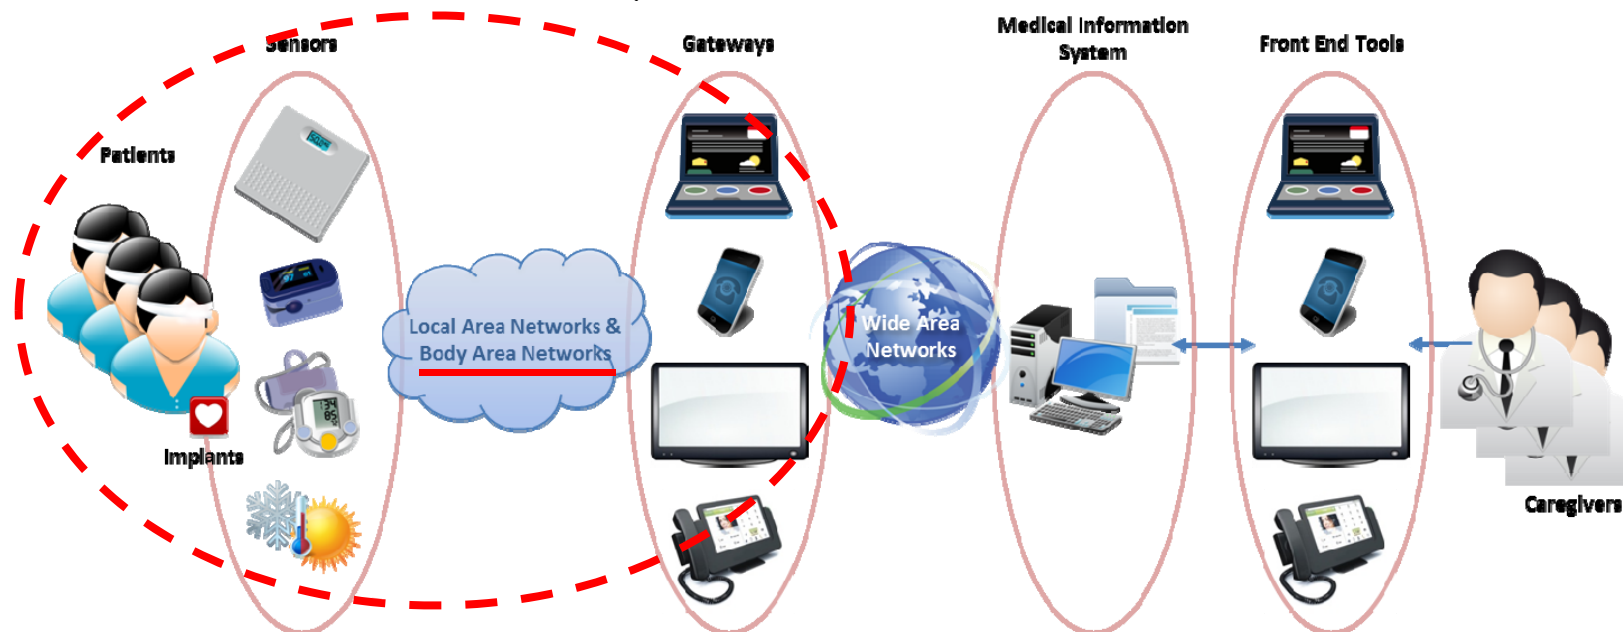 Sensors
Gateways
Medical Information
System
Front End Tools
Patients
Local Area Networks &
Body Area Networks
Wide Area
Networks
Implants
Caregivers